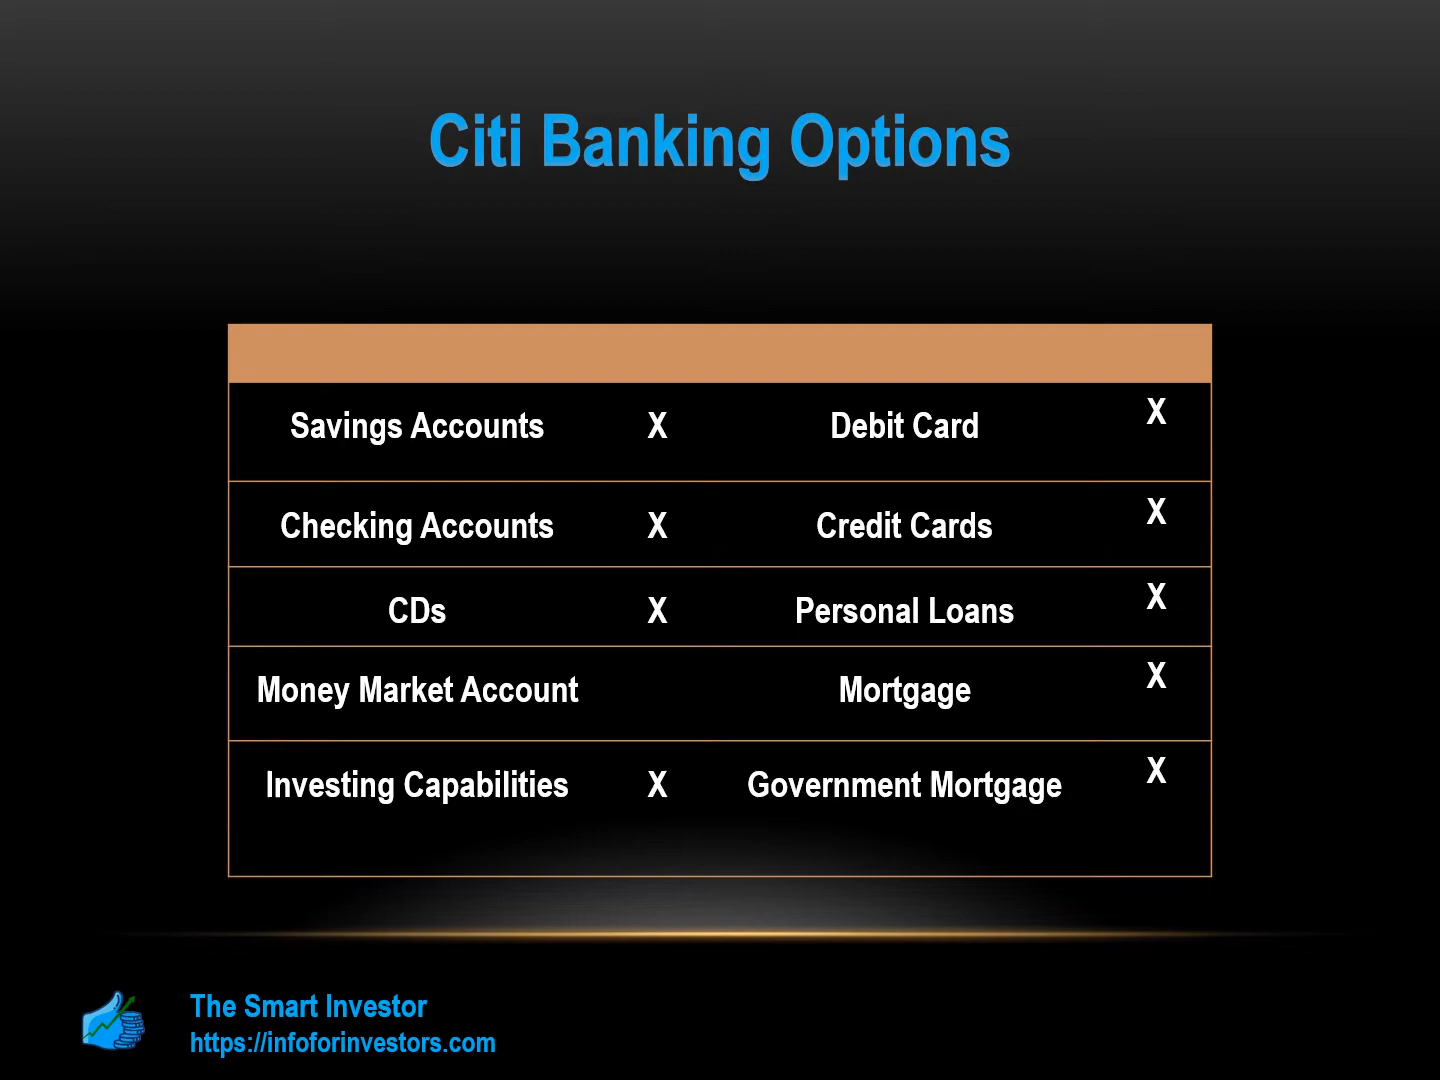 Citi Banking Options
Savings Accounts X Debit Card X
Checking Accounts X Credit Cards X
CDs X Personal Loans X
Money Market Account Mortgage X
Investing Capabilities X Government Mortgage X
The Smart Investor
https://infoforinvestors.com